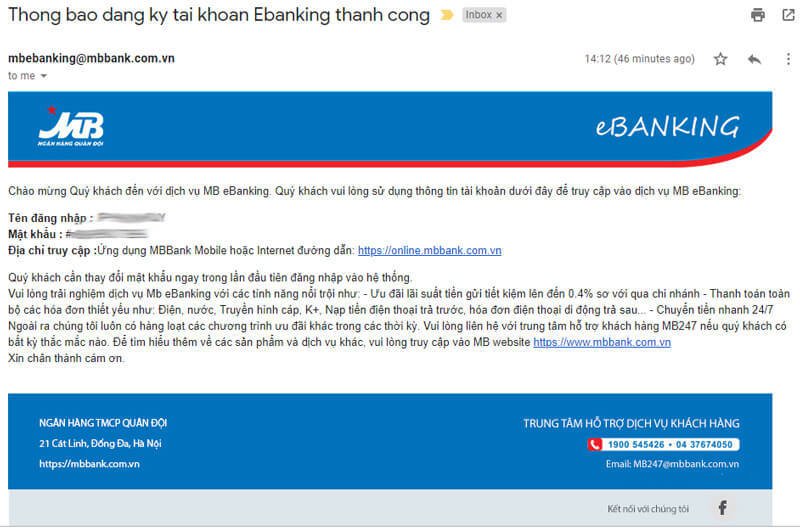 Thong bao dang ky tai khoan Ebanking thanh cong Inbox ×
mbebanking@mbbank.com.vn 14:12 (46 minutes ago)
to me
MB
NGÂN HÀNG QUÂN ĐỘI
eBANKING
Chào mừng Quý khách đến với dịch vụ MB eBanking. Quý khách vui lòng sử dụng thông tin tài khoản dưới đây để truy cập vào dịch vụ MB eBanking:
Tên đăng nhập :
Mật khẩu :
Địa chỉ truy cập :Ứng dụng MBBank Mobile hoặc Internet đường dẫn: https://online.mbbank.com.vn
Quý khách cần thay đổi mật khẩu ngay trong lần đầu tiên đăng nhập vào hệ thống.
Vui lòng trải nghiệm dịch vụ Mb eBanking với các tính năng nổi trội như: - Ưu đãi lãi suất tiền gửi tiết kiệm lên đến 0.4% sơ với qua chi nhánh - Thanh toán toàn
bộ các hóa đơn thiết yếu như: Điện, nước, Truyền hình cáp, K+, Nạp tiền điện thoại trả trước, hóa đơn điện thoại di động trả sau... - Chuyển tiền nhanh 24/7
Ngoài ra chúng tôi luôn có hàng loạt các chương trình ưu đãi khác trong các thời kỳ. Vui lòng liên hệ với trung tâm hỗ trợ khách hàng MB247 nếu quý khách có
bất kỳ thắc mắc nào. Để tìm hiểu thêm về các sản phẩm và dịch vụ khác, vui lòng truy cập vào MB website https://www.mbbank.com.vn
Xin chân thành cám ơn.
NGÂN HÀNG TMCP QUÂN ĐỘI
21 Cát Linh, Đống Đa, Hà Nội
https://mbbank.com.vn
TRUNG TÂM HỖ TRỢ DỊCH VỤ KHÁCH HÀNG
1900 545426 • 04 37674050
Email: MB247@mbbank.com.vn
Kết nối với chúng tôi f